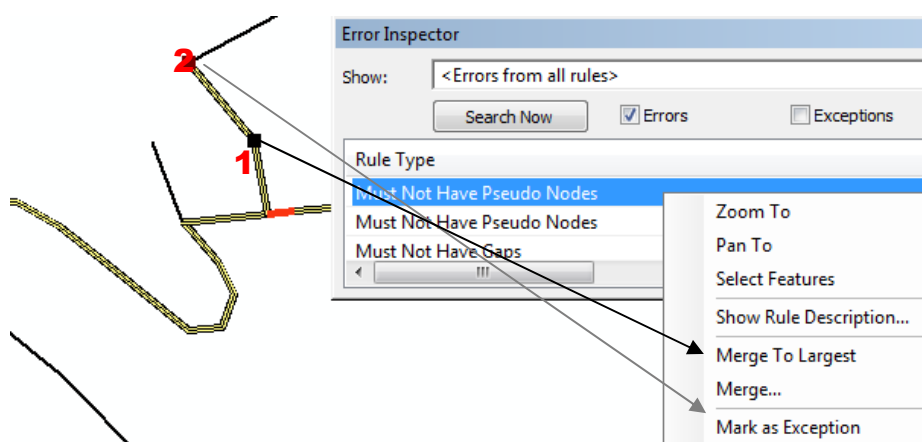 2
1
Error Inspector
Show: <Errors from all rules>
Search Now Errors Exceptions
Rule Type
Must Not Have Pseudo Nodes
Must Not Have Pseudo Nodes
Must Not Have Gaps
Zoom To
Pan To
Select Features
Show Rule Description...
Merge To Largest
Merge...
Mark as Exception